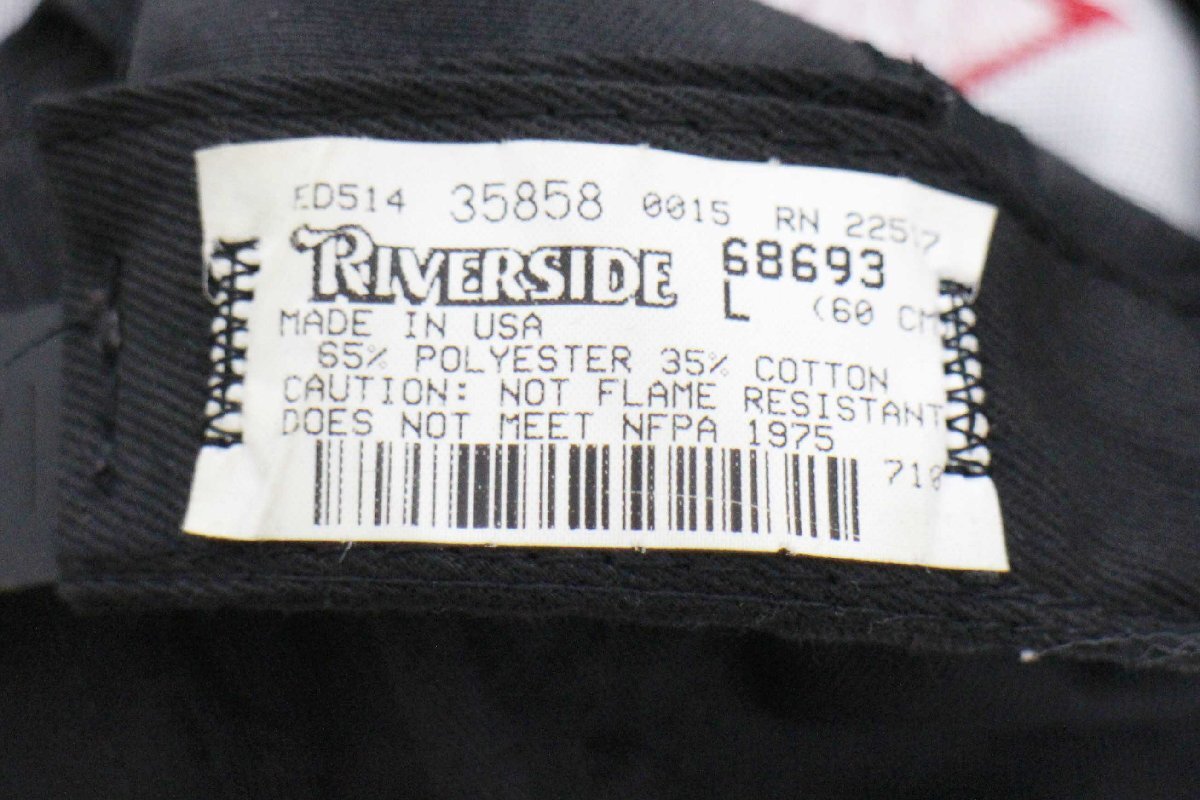 ED514 35858 0015 RN
RIVERSIDE 68693
L (60 CM
MADE IN USA
65% POLYESTER 35% COTTON
CAUTION: NOT FLAME RESISTANT
DOES NOT MEET NFPA 1975
710